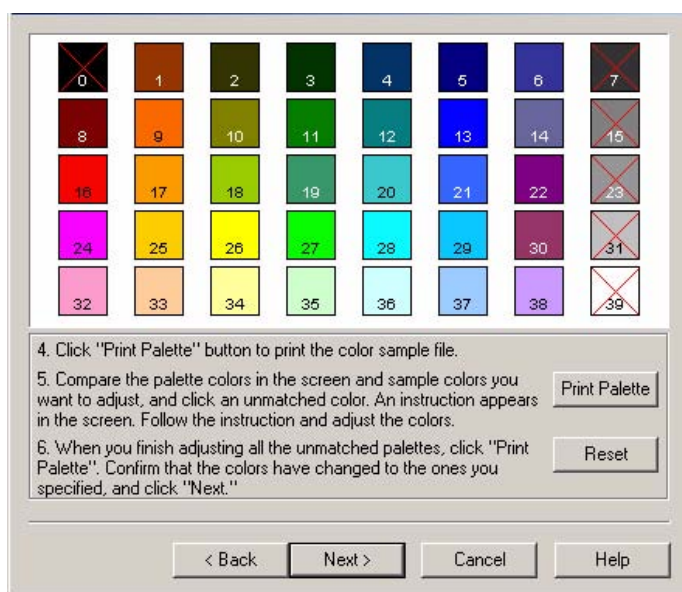 0 1 2 3 4 5 6 7
8 9 10 11 12 13 14 15
16 17 18 19 20 21 22 23
24 25 26 27 28 29 30 31
32 33 34 35 36 37 38 39
4. Click "Print Palette" button to print the color sample file.
5. Compare the palette colors in the screen and sample colors you
want to adjust, and click an unmatched color. An instruction appears
in the screen. Follow the instruction and adjust the colors.
Print Palette
6. When you finish adjusting all the unmatched palettes, click "Print
Palette". Confirm that the colors have changed to the ones you
specified, and click "Next."
Reset
< Back Next > Cancel Help